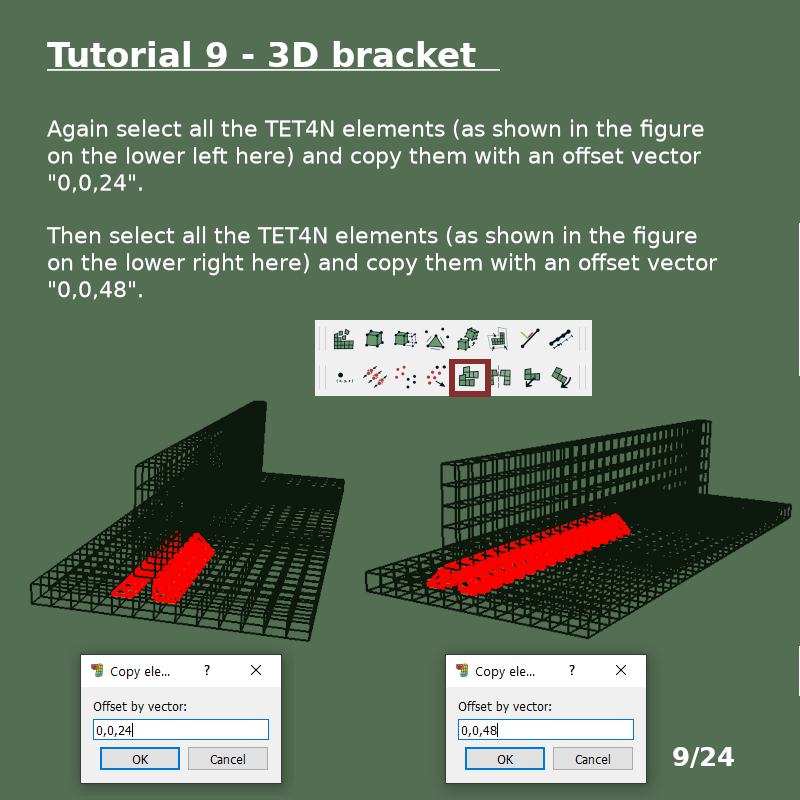 Tutorial 9 - 3D bracket
Again select all the TET4N elements (as shown in the figure
on the lower left here) and copy them with an offset vector
"0,0,24".
Then select all the TET4N elements (as shown in the figure
on the lower right here) and copy them with an offset vector
"0,0,48".
Copy ele... ?
Offset by vector:
0,0,24
OK Cancel
Copy ele... ?
Offset by vector:
0,0,48
OK Cancel
9/24